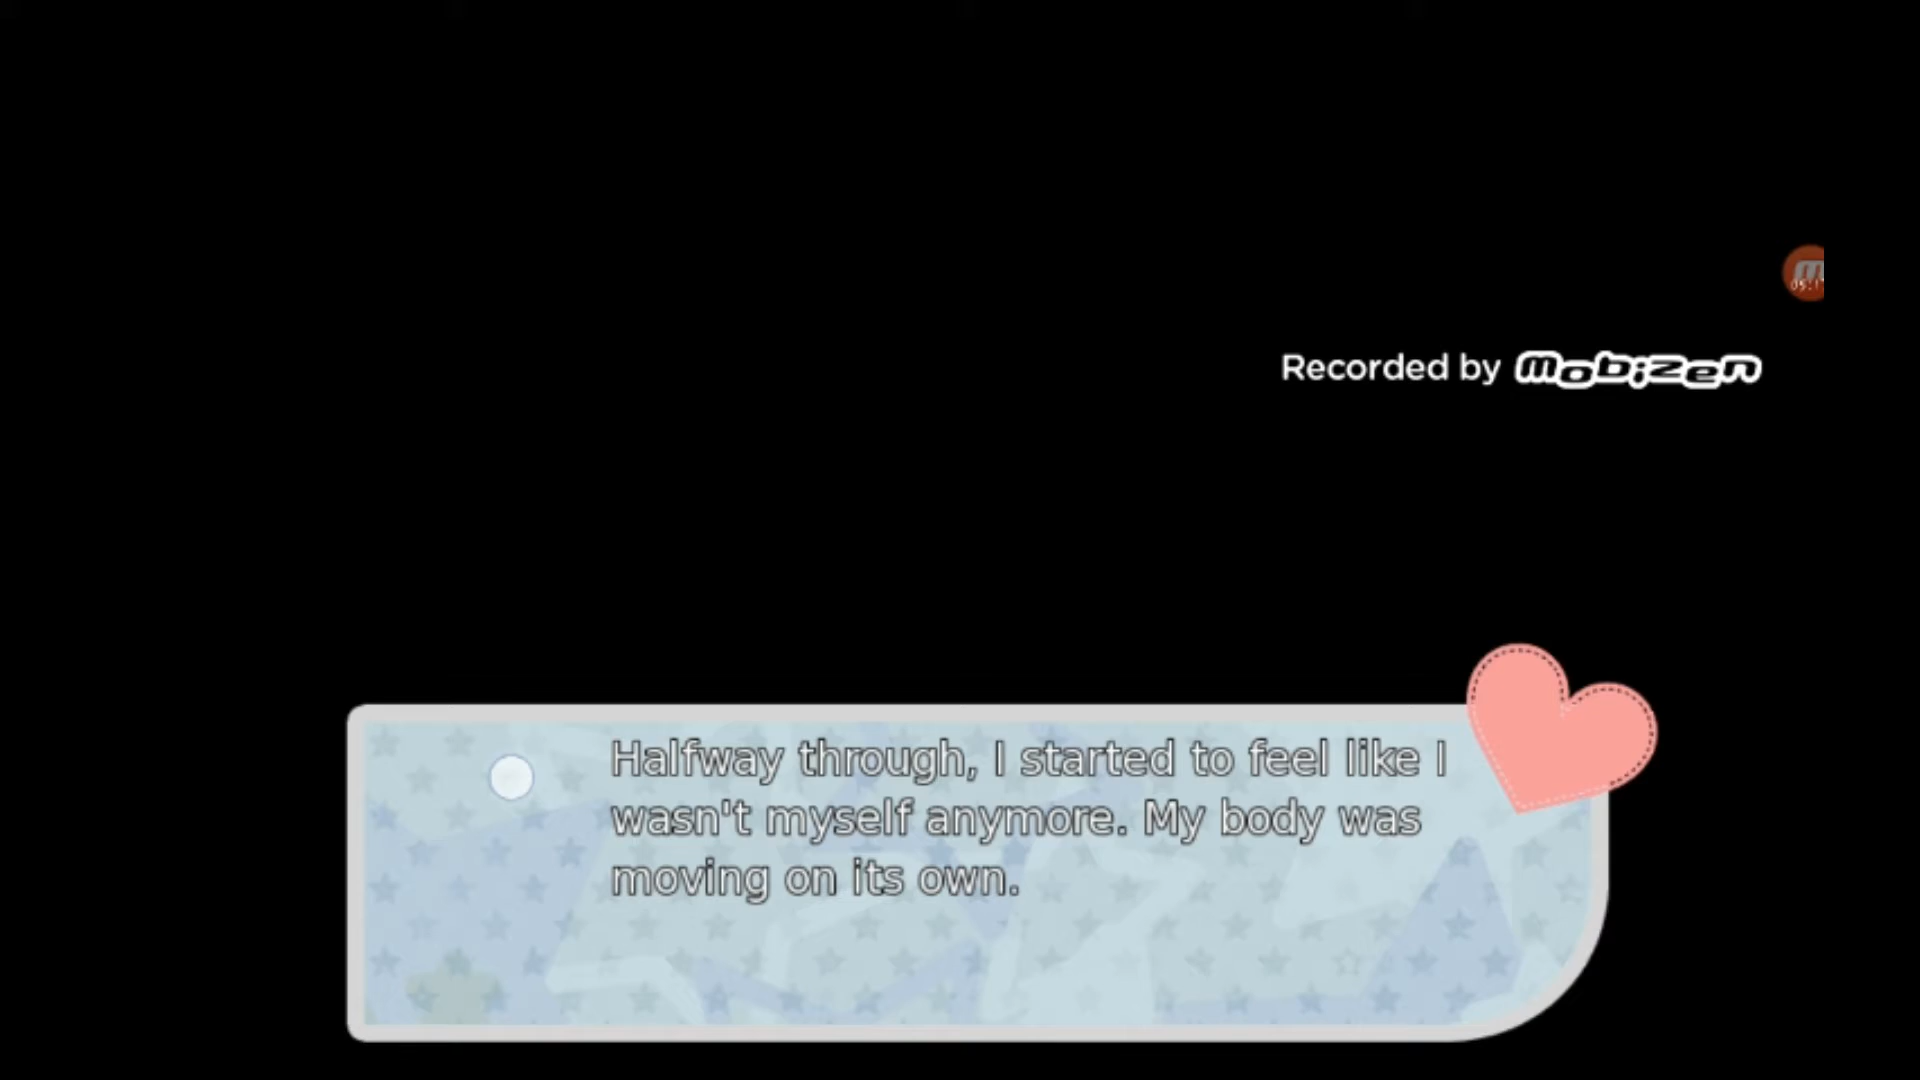 Recorded by mobizen
Halfway through, I started to feel like I
wasn't myself anymore. My body was
moving on its own.